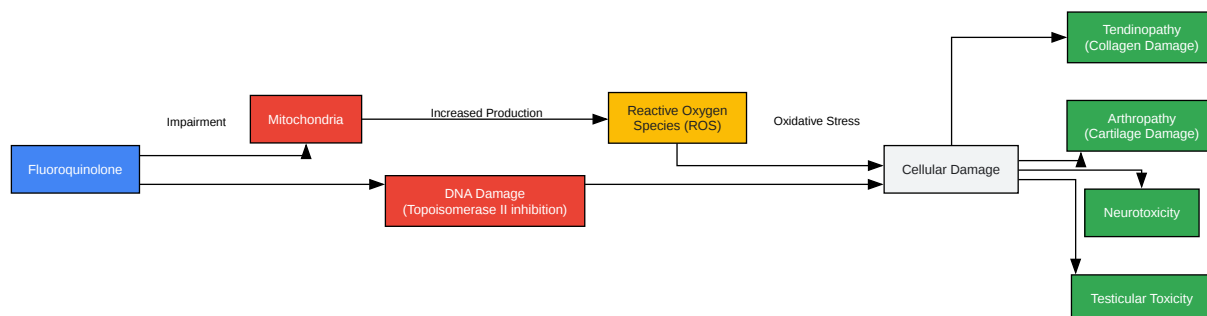 Fluoroquinolone
Impairment
Mitochondria
Increased Production
Reactive Oxygen
Species (ROS)
Oxidative Stress
DNA Damage
(Topoisomerase II inhibition)
Cellular Damage
Tendinopathy
(Collagen Damage)
Arthropathy
(Cartilage Damage)
Neurotoxicity
Testicular Toxicity